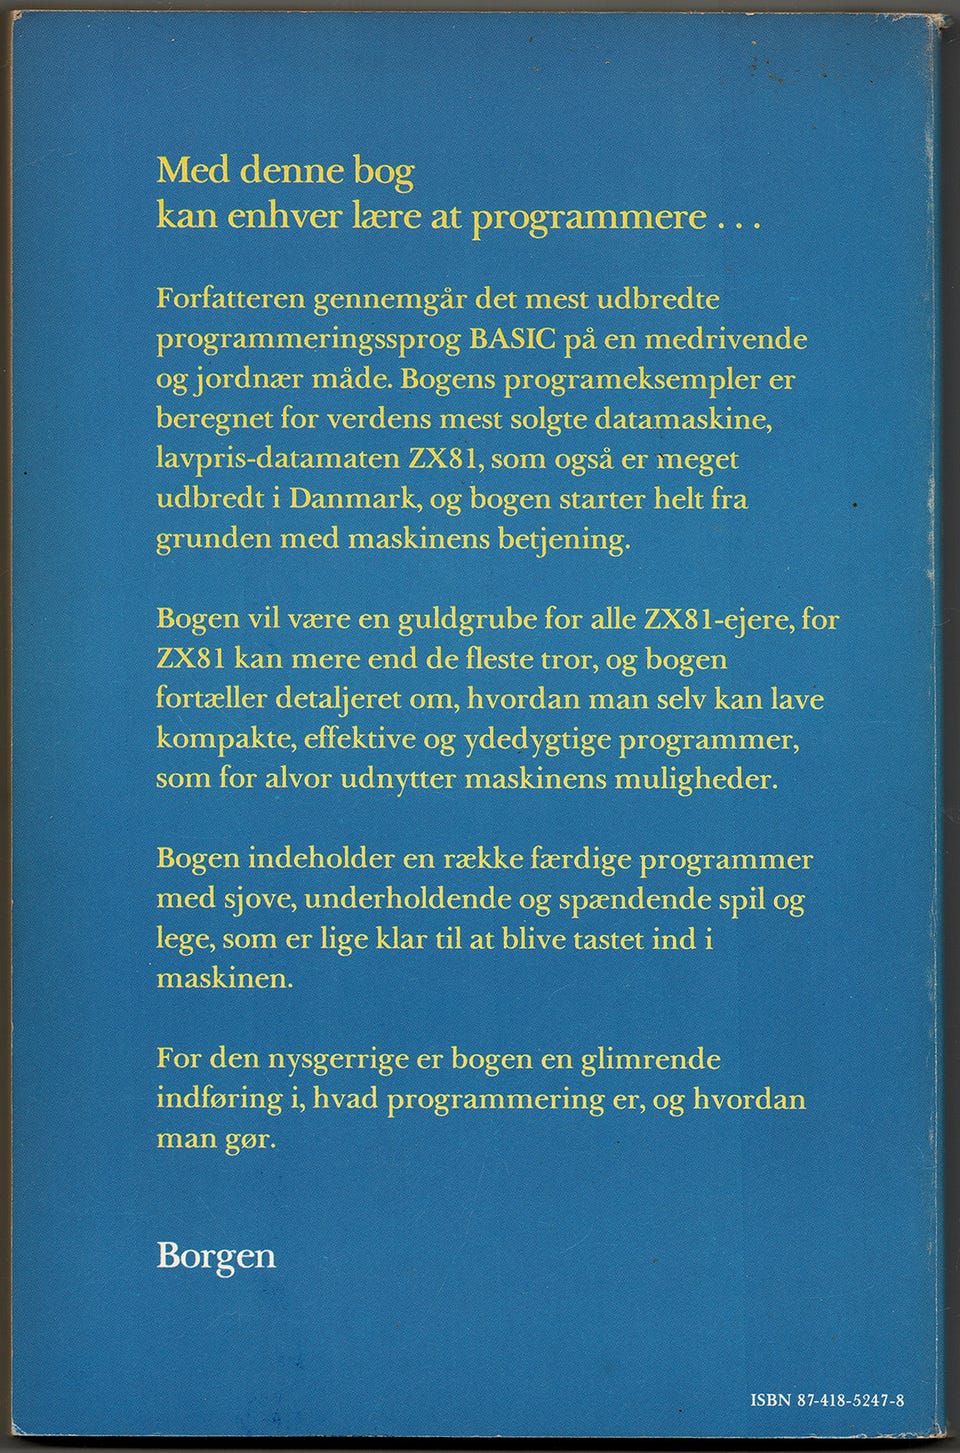 Med denne bog
kan enhver lære at programmere . . .
Forfatteren gennemgår det mest udbredte
programmeringssprog BASIC på en medrivende
og jordnær måde. Bogens programeksempler er
beregnet for verdens mest solgte datamaskine,
lavpris-datamaten ZX81, som også er meget
udbredt i Danmark, og bogen starter helt fra
grunden med maskinens betjening.
Bogen vil være en guldgrube for alle ZX81-ejere, for
ZX81 kan mere end de fleste tror, og bogen
fortæller detaljeret om, hvordan man selv kan lave
kompakte, effektive og ydedygtige programmer,
som for alvor udnytter maskinens muligheder.
Bogen indeholder en række færdige programmer
med sjove, underholdende og spændende spil og
lege, som er lige klar til at blive tastet ind i
maskinen.
For den nysgerrige er bogen en glimrende
indføring i, hvad programmering er, og hvordan
man gør.
Borgen
ISBN 87-418-5247-8